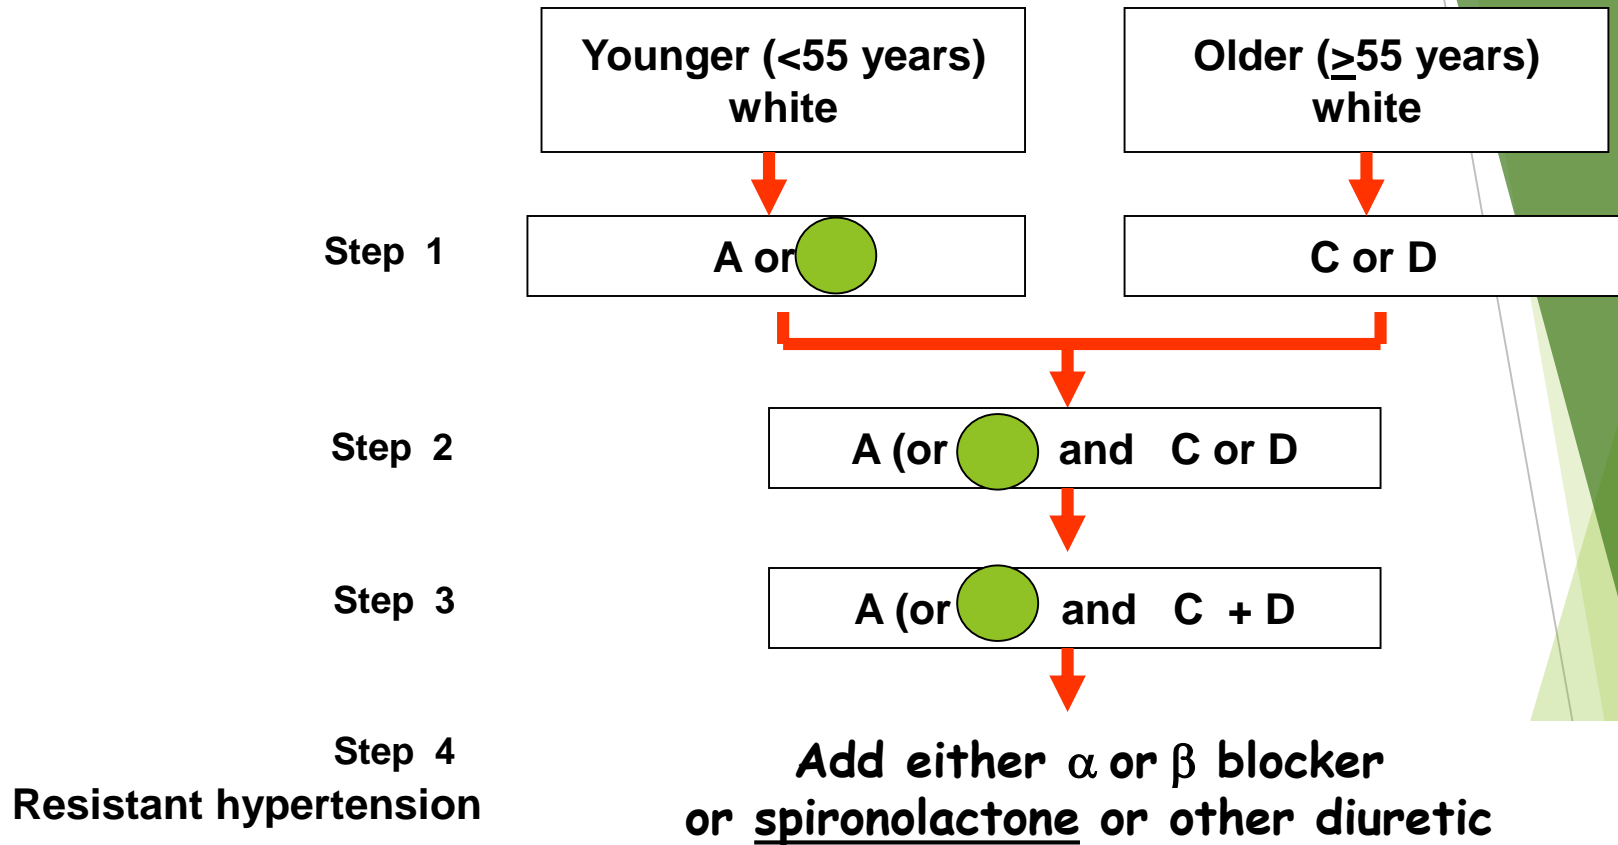 Younger (<55 years)
white
Older (≥55 years)
white
Step 1
A or
C or D
Step 2
A (or and C or D
Step 3
A (or and C + D
Step 4
Resistant hypertension
Add either α or β blocker
or spironolactone or other diuretic